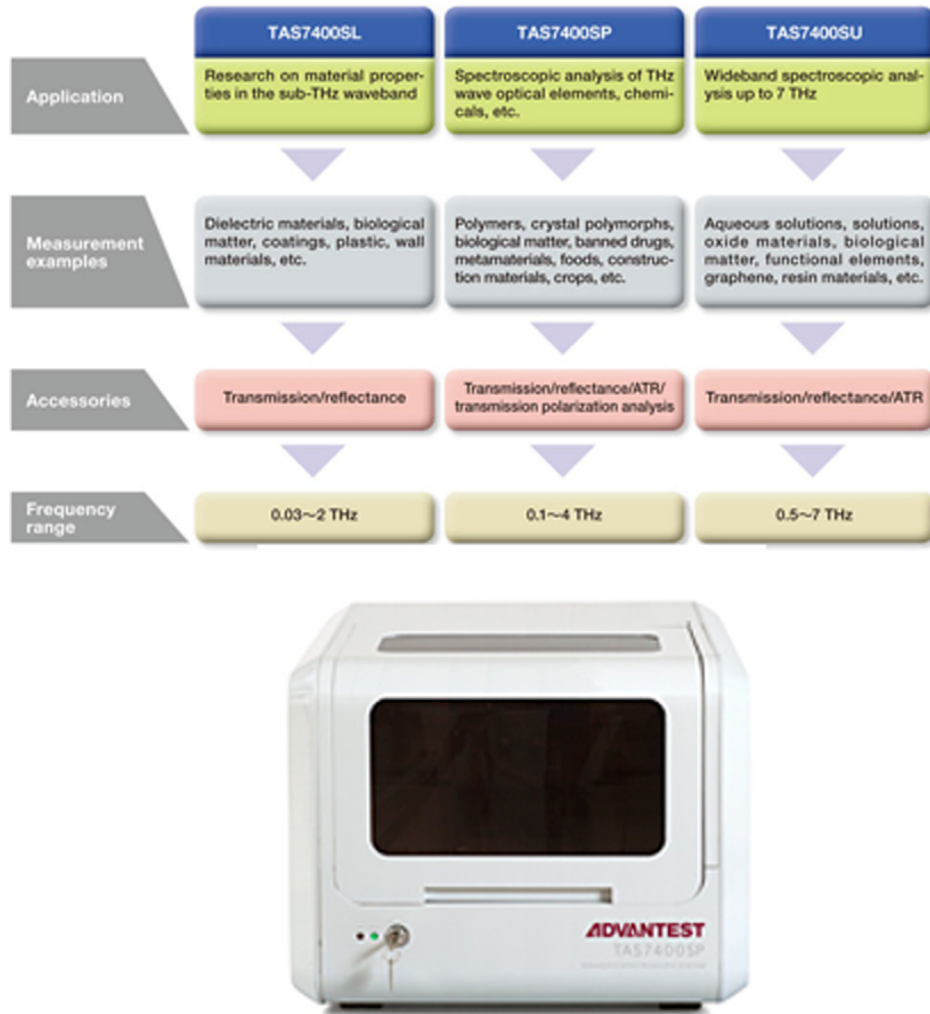 TAS7400SL
TAS7400SP
TAS7400SU
Application
Research on material proper-
ties in the sub-THz waveband
Spectroscopic analysis of THz
wave optical elements, chemi-
cals, etc.
Wideband spectroscopic anal-
ysis up to 7 THz
Measurement
examples
Dielectric materials, biological
matter, coatings, plastic, wall
materials, etc.
Polymers, crystal polymorphs,
biological matter, banned drugs,
metamaterials, foods, construc-
tion materials, crops, etc.
Aqueous solutions, solutions,
oxide materials, biological
matter, functional elements,
graphene, resin materials, etc.
Accessories
Transmission/reflectance
Transmission/reflectance/ATR/
transmission polarization analysis
Transmission/reflectance/ATR
Frequency
range
0.03～2 THz
0.1～4 THz
0.5～7 THz
ADVANTEST
TAS7400SP